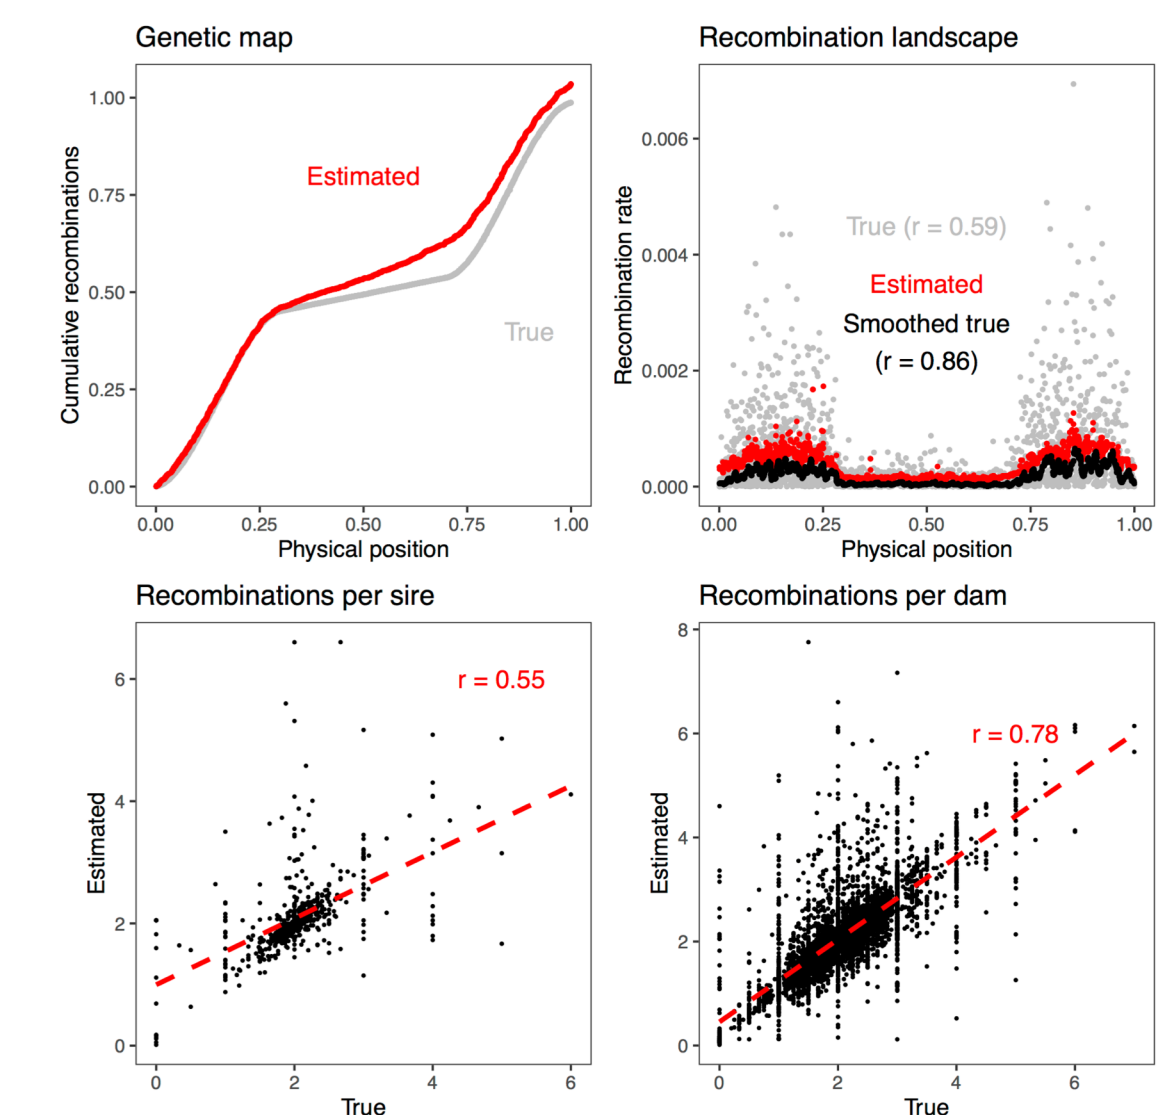 Genetic map
Cumulative recombinations
1.00
0.75
0.50
0.25
0.00
Estimated
True
0.00 0.25 0.50 0.75 1.00
Physical position
Recombination landscape
Recombination rate
0.006
0.004
0.002
0.000
True (r = 0.59)
Estimated
Smoothed true
(r = 0.86)
0.00 0.25 0.50 0.75 1.00
Physical position
Recombinations per sire
Estimated
6
4
2
0
r = 0.55
0 2 4 6
True
Recombinations per dam
Estimated
8
6
4
2
0
r = 0.78
0 2 4 6
True